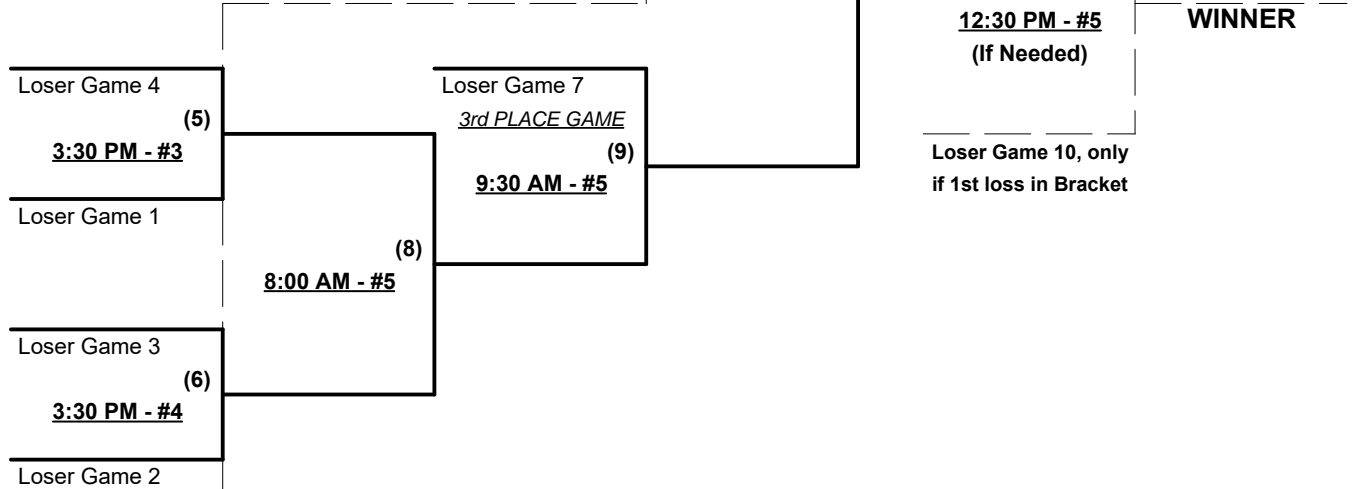 12:30 PM - #5
(If Needed)
WINNER
Loser Game 4
(5)
3:30 PM - #3
Loser Game 1
Loser Game 7
3rd PLACE GAME
(9)
9:30 AM - #5
Loser Game 10, only
if 1st loss in Bracket
(8)
8:00 AM - #5
Loser Game 3
(6)
3:30 PM - #4
Loser Game 2